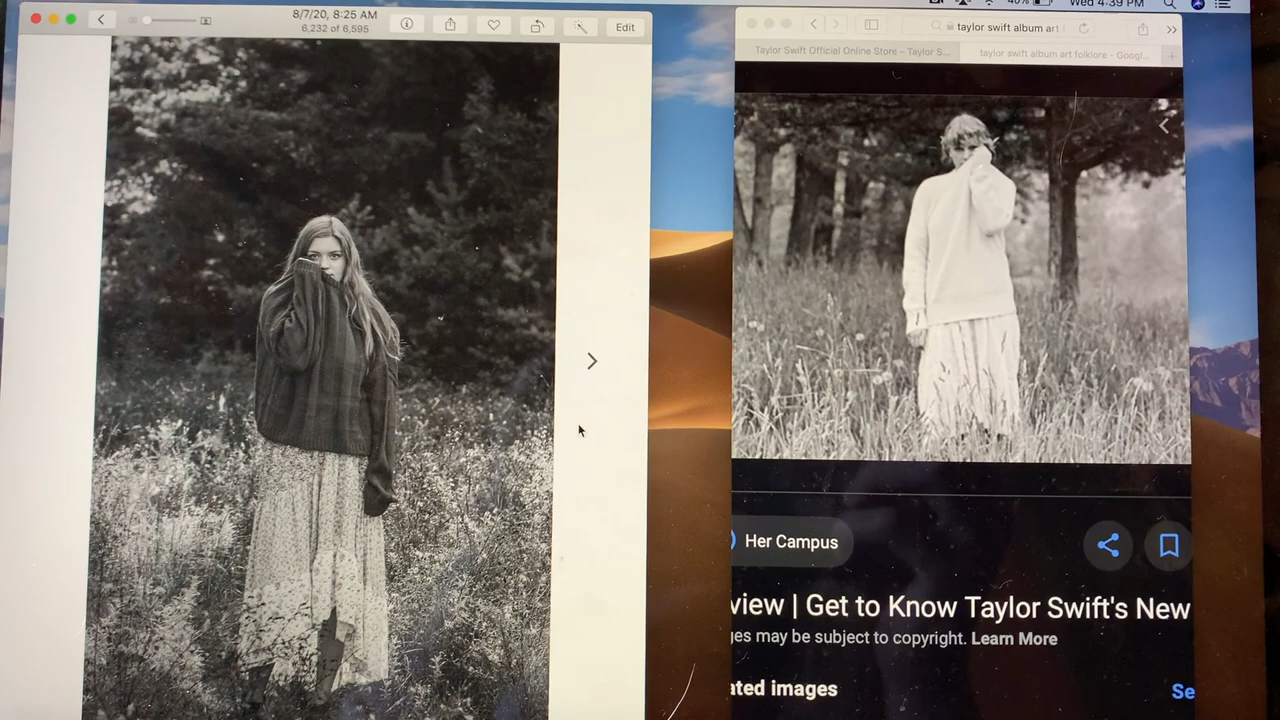 8/7/20, 8:25 AM
6,232 of 6,595
Edit
40%
Wed 4:39 PM
taylor swift album art f
Taylor Swift Official Online Store – Taylor S...
taylor swift album art folklore - Googl...
Her Campus
view | Get to Know Taylor Swift's New
ges may be subject to copyright. Learn More
ated images
Se